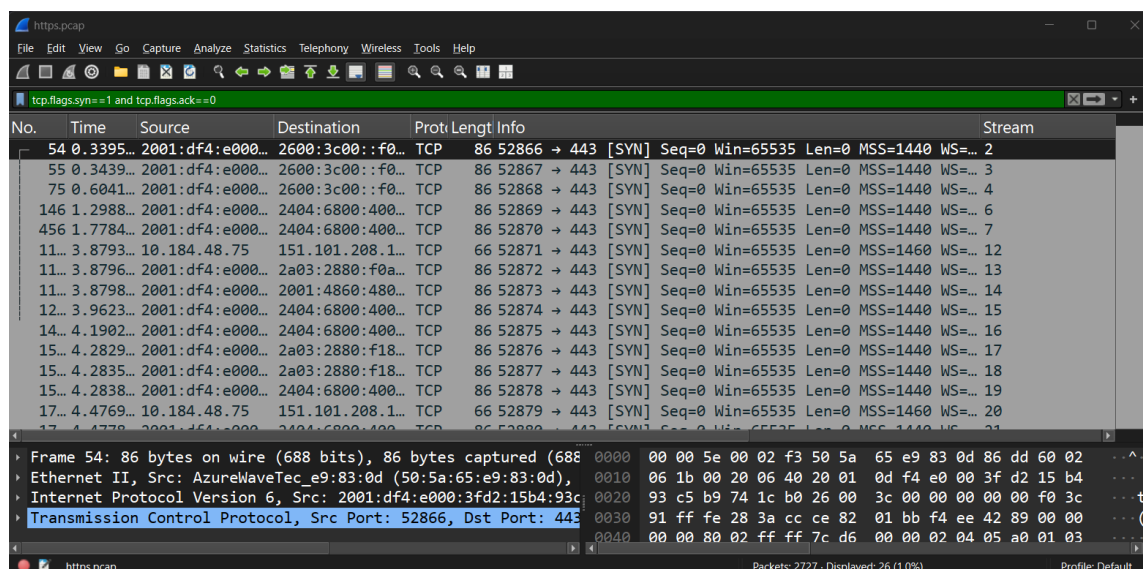 https.pcap
File Edit View Go Capture Analyze Statistics Telephony Wireless Tools Help
tcp.flags.syn==1 and tcp.flags.ack==0
No. Time Source Destination Proto Lengt Info Stream
54 0.3395… 2001:df4:e000… 2600:3c00::f0… TCP 86 52866 → 443 [SYN] Seq=0 Win=65535 Len=0 MSS=1440 WS=… 2
55 0.3439… 2001:df4:e000… 2600:3c00::f0… TCP 86 52867 → 443 [SYN] Seq=0 Win=65535 Len=0 MSS=1440 WS=… 3
75 0.6041… 2001:df4:e000… 2600:3c00::f0… TCP 86 52868 → 443 [SYN] Seq=0 Win=65535 Len=0 MSS=1440 WS=… 4
146 1.2988… 2001:df4:e000… 2404:6800:400… TCP 86 52869 → 443 [SYN] Seq=0 Win=65535 Len=0 MSS=1440 WS=… 6
456 1.7784… 2001:df4:e000… 2404:6800:400… TCP 86 52870 → 443 [SYN] Seq=0 Win=65535 Len=0 MSS=1440 WS=… 7
11… 3.8793… 10.184.48.75 151.101.208.1… TCP 66 52871 → 443 [SYN] Seq=0 Win=65535 Len=0 MSS=1460 WS=… 12
11… 3.8796… 2001:df4:e000… 2a03:2880:f0a… TCP 86 52872 → 443 [SYN] Seq=0 Win=65535 Len=0 MSS=1440 WS=… 13
11… 3.8798… 2001:df4:e000… 2001:4860:480… TCP 86 52873 → 443 [SYN] Seq=0 Win=65535 Len=0 MSS=1440 WS=… 14
12… 3.9623… 2001:df4:e000… 2404:6800:400… TCP 86 52874 → 443 [SYN] Seq=0 Win=65535 Len=0 MSS=1440 WS=… 15
14… 4.1902… 2001:df4:e000… 2404:6800:400… TCP 86 52875 → 443 [SYN] Seq=0 Win=65535 Len=0 MSS=1440 WS=… 16
15… 4.2829… 2001:df4:e000… 2a03:2880:f18… TCP 86 52876 → 443 [SYN] Seq=0 Win=65535 Len=0 MSS=1440 WS=… 17
15… 4.2835… 2001:df4:e000… 2a03:2880:f18… TCP 86 52877 → 443 [SYN] Seq=0 Win=65535 Len=0 MSS=1440 WS=… 18
15… 4.2838… 2001:df4:e000… 2404:6800:400… TCP 86 52878 → 443 [SYN] Seq=0 Win=65535 Len=0 MSS=1440 WS=… 19
17… 4.4769… 10.184.48.75 151.101.208.1… TCP 66 52879 → 443 [SYN] Seq=0 Win=65535 Len=0 MSS=1460 WS=… 20
17… 4.4778… 2001:df4:e000… 2404:6800:400… TCP 86 52880 → 443 [SYN] Seq=0 Win=65535 Len=0 MSS=1440 WS=… 21
Frame 54: 86 bytes on wire (688 bits), 86 bytes captured (688
Ethernet II, Src: AzureWaveTec_e9:83:0d (50:5a:65:e9:83:0d),
Internet Protocol Version 6, Src: 2001:df4:e000:3fd2:15b4:93c
Transmission Control Protocol, Src Port: 52866, Dst Port: 443
0000 00 00 5e 00 02 f3 50 5a 65 e9 83 0d 86 dd 60 02 ··^·
0010 06 1b 00 20 06 40 20 01 0d f4 e0 00 3f d2 15 b4 ····
0020 93 c5 b9 74 1c b0 26 00 3c 00 00 00 00 00 f0 3c ···t
0030 91 ff fe 28 3a cc ce 82 01 bb f4 ee 42 89 00 00 ···(
0040 00 00 80 02 ff ff 7c d6 00 00 02 04 05 a0 01 03 ····
https.pcap Packets: 2727 · Displayed: 26 (1.0%) Profile: Default